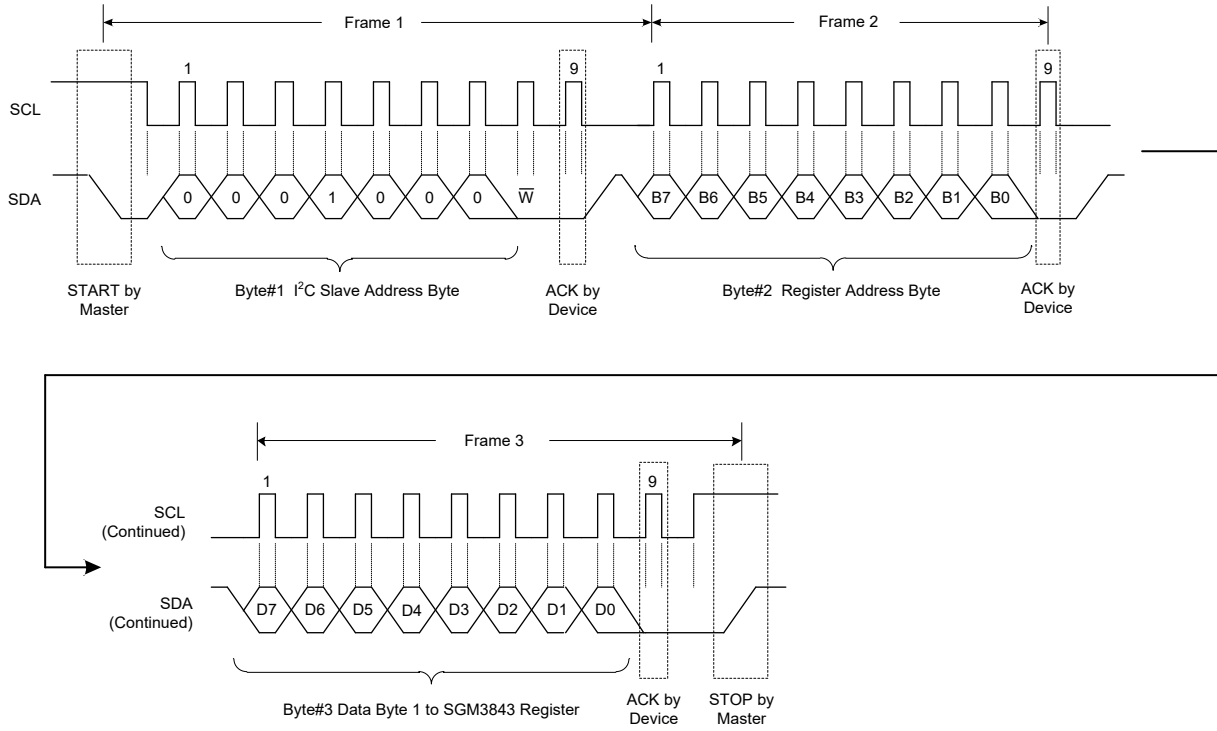 Frame 1
Frame 2
1
9
1
9
SCL
SDA
0 0 0 1 0 0 0 W̅ B7 B6 B5 B4 B3 B2 B1 B0
START by
Master
Byte#1 I²C Slave Address Byte
ACK by
Device
Byte#2 Register Address Byte
ACK by
Device
Frame 3
1
9
SCL
(Continued)
SDA
(Continued)
D7 D6 D5 D4 D3 D2 D1 D0
Byte#3 Data Byte 1 to SGM3843 Register
ACK by
Device
STOP by
Master